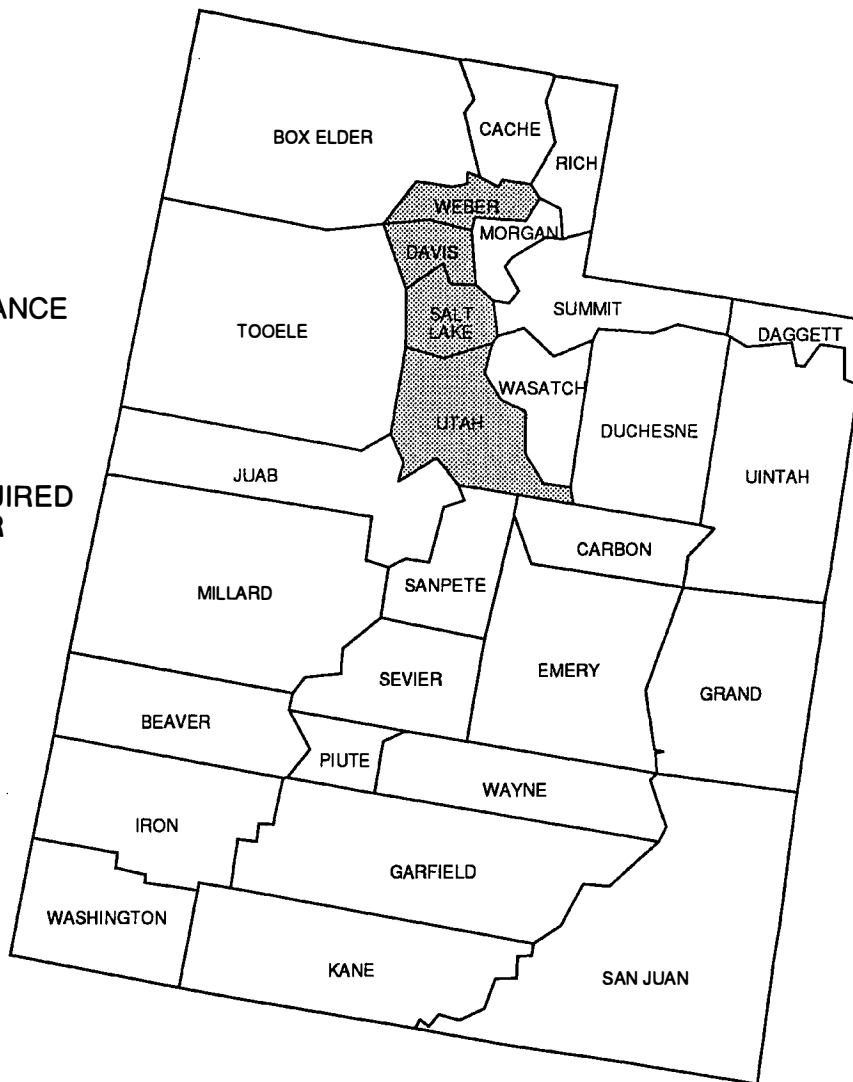 BOX ELDER
CACHE
RICH
WEBER
MORGAN
DAVIS
ANCE
SUMMIT
SALT
LAKE
TOOELE
DAGGETT
WASATCH
UTAH
DUCHESNE
JUAB
UINTAH
UIRED
R
CARBON
SANPETE
MILLARD
EMERY
SEVIER
GRAND
BEAVER
PIUTE
WAYNE
IRON
GARFIELD
WASHINGTON
KANE
SAN JUAN